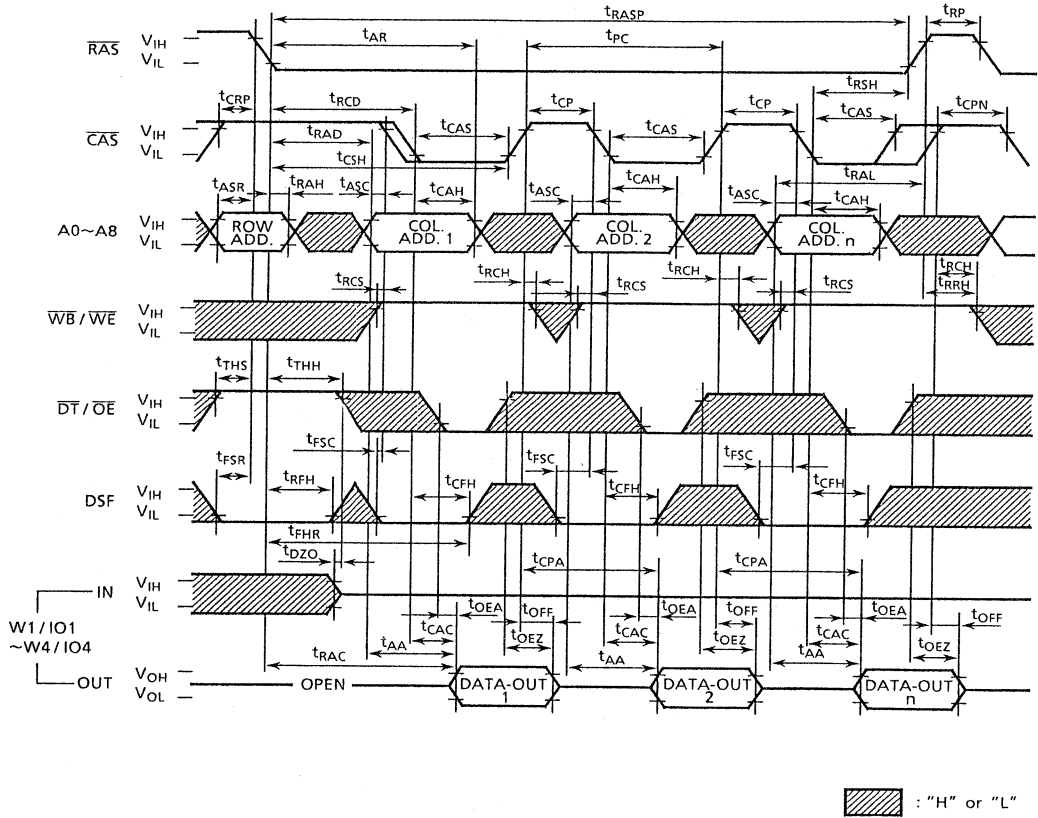 tRASP
tRP
tAR
tPC
RAS
VIH
VIL
tRSH
tCRP
tRCD
tCP
tCP
tCAS
tCPN
CAS
VIH
VIL
tRAD
tCAS
tCAS
tCSH
tRAL
tASR
tRAH
tASC
tCAH
tASC
tCAH
tASC
tCAH
A0~A8
VIH
VIL
ROW ADD.
COL. ADD. 1
COL. ADD. 2
COL. ADD. n
tRCS
tRCH
tRCS
tRCH
tRCS
tRCH
tRRH
WB / WE
VIH
VIL
tTHS
tTHH
DT / OE
VIH
VIL
tFSR
tFSC
tFSC
tFSC
tRFH
tCFH
tCFH
tCFH
DSF
VIH
VIL
tFHR
tDZO
tCPA
tCPA
IN
VIH
VIL
W1 / IO1
~W4 / IO4
tOEA
tOFF
tOEA
tOFF
tOEA
tOFF
tCAC
tOEZ
tCAC
tOEZ
tCAC
tOEZ
tAA
tAA
tAA
tRAC
OUT
VOH
VOL
OPEN
DATA-OUT 1
DATA-OUT 2
DATA-OUT n
: "H" or "L"